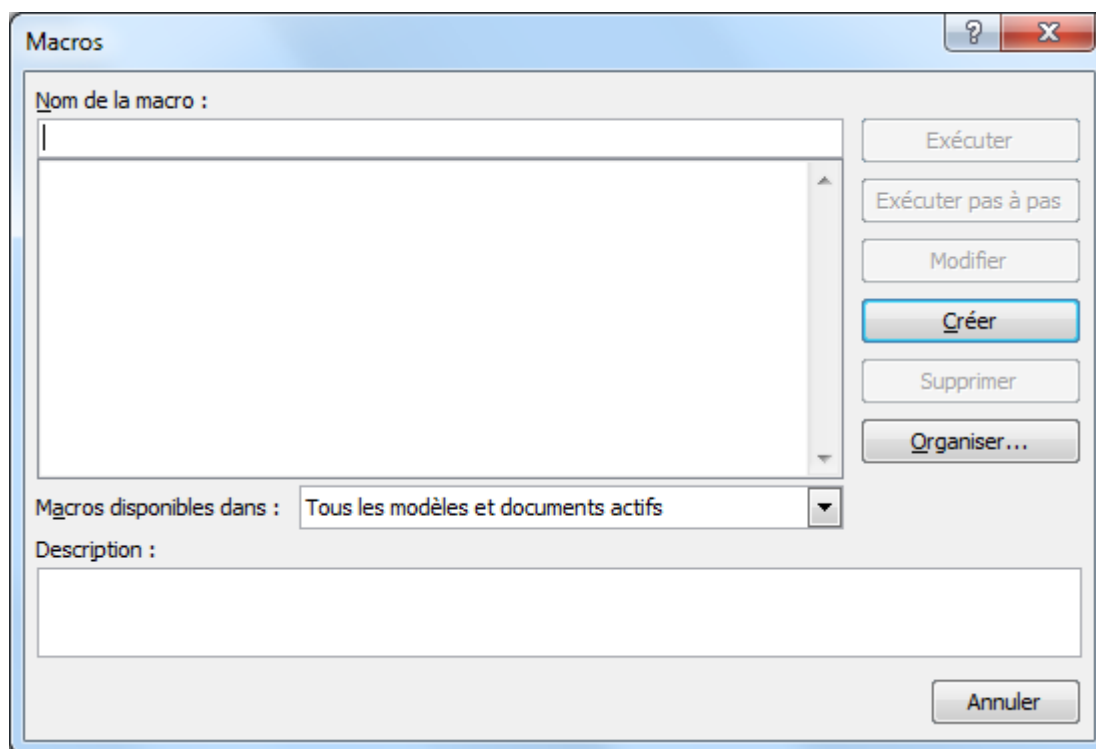 Macros
Nom de la macro :
Exécuter
Exécuter pas à pas
Modifier
Créer
Supprimer
Organiser...
Macros disponibles dans : Tous les modèles et documents actifs
Description :
Annuler